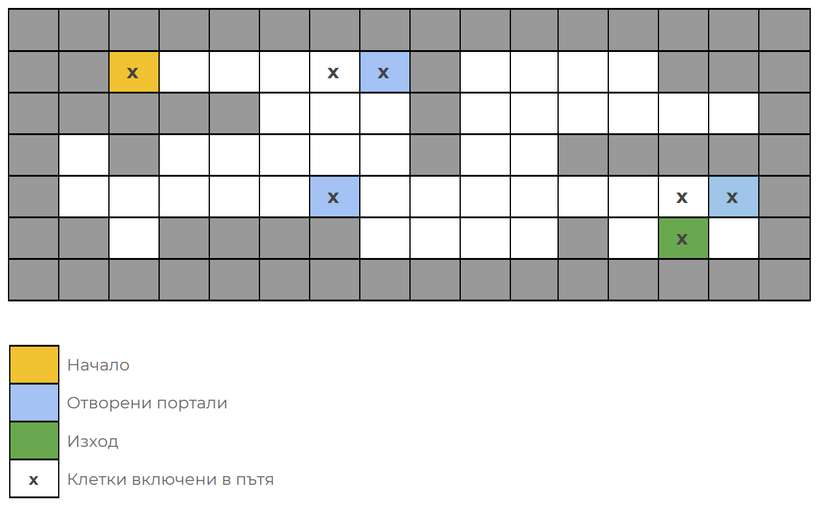 x x x
x x x
x
Начало
Отворени портали
Изход
x Клетки включени в пътя